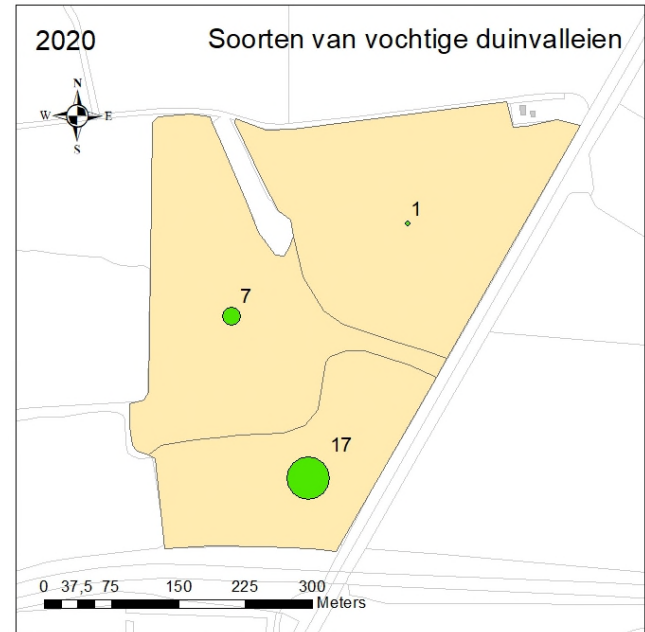 2020
Soorten van vochtige duinvalleien
N
W E
S
1
7
17
0 37,5 75 150 225 300
Meters